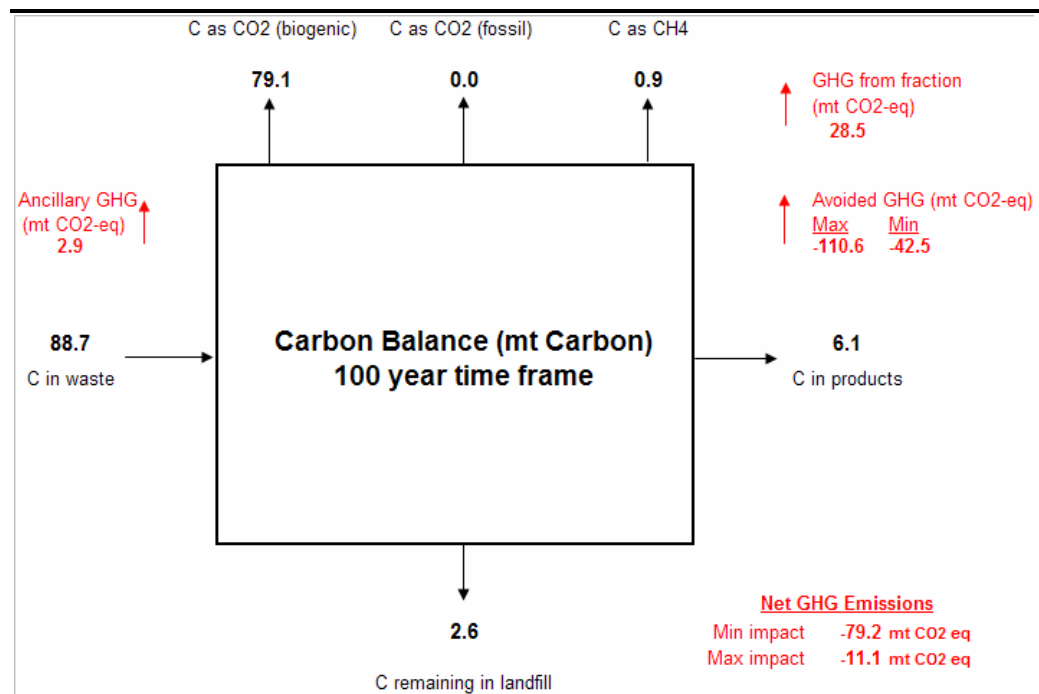 C as CO2 (biogenic) C as CO2 (fossil) C as CH4
79.1 0.0 0.9
GHG from fraction
(mt CO2-eq)
28.5
Ancillary GHG
(mt CO2-eq)
2.9
Avoided GHG (mt CO2-eq)
Max Min
-110.6 -42.5
88.7
C in waste
Carbon Balance (mt Carbon)
100 year time frame
6.1
C in products
2.6
C remaining in landfill
Net GHG Emissions
Min impact -79.2 mt CO2 eq
Max impact -11.1 mt CO2 eq